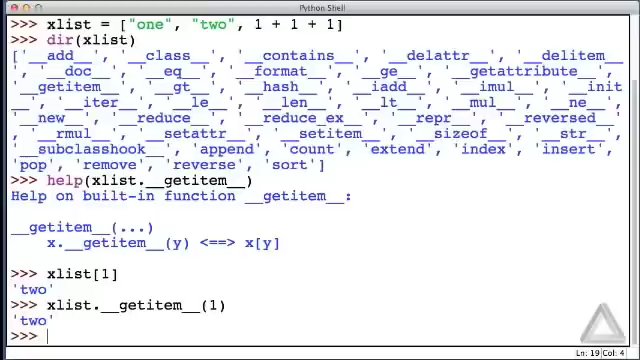 Python Shell
>>> xlist = ["one", "two", 1 + 1 + 1]
>>> dir(xlist)
['__add__', '__class__', '__contains__', '__delattr__', '__delitem
__', '__doc__', '__eq__', '__format__', '__ge__', '__getattribute__
', '__getitem__', '__gt__', '__hash__', '__iadd__', '__imul__', '__init
__', '__iter__', '__le__', '__len__', '__lt__', '__mul__', '__ne__',
'__new__', '__reduce__', '__reduce_ex__', '__repr__', '__reversed__
', '__rmul__', '__setattr__', '__setitem__', '__sizeof__', '__str__',
'__subclasshook__', 'append', 'count', 'extend', 'index', 'insert',
'pop', 'remove', 'reverse', 'sort']
>>> help(xlist.__getitem__)
Help on built-in function __getitem__:
__getitem__(...)
x.__getitem__(y) <==> x[y]
>>> xlist[1]
'two'
>>> xlist.__getitem__(1)
'two'
>>>
Ln: 19 Col: 4